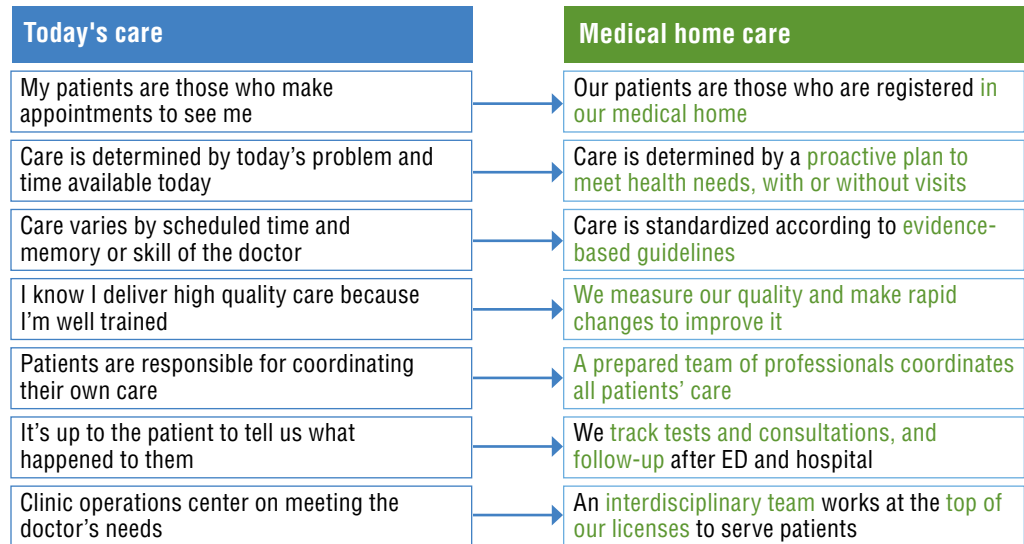 Today's care
Medical home care
My patients are those who make
appointments to see me
Our patients are those who are registered in
our medical home
Care is determined by today’s problem and
time available today
Care is determined by a proactive plan to
meet health needs, with or without visits
Care varies by scheduled time and
memory or skill of the doctor
Care is standardized according to evidence-
based guidelines
I know I deliver high quality care because
I’m well trained
We measure our quality and make rapid
changes to improve it
Patients are responsible for coordinating
their own care
A prepared team of professionals coordinates
all patients’ care
It’s up to the patient to tell us what
happened to them
We track tests and consultations, and
follow-up after ED and hospital
Clinic operations center on meeting the
doctor’s needs
An interdisciplinary team works at the top of
our licenses to serve patients